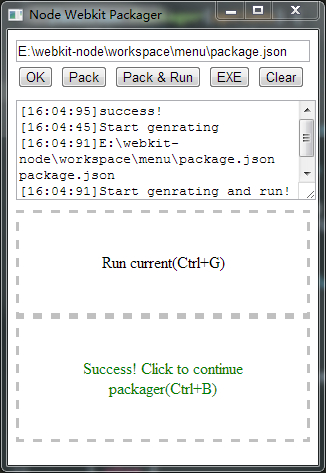 Node Webkit Packager
E:\webkit-node\workspace\menu\package.json
OK Pack Pack & Run EXE Clear
[16:04:95]success!
[16:04:45]Start genrating
[16:04:91]E:\webkit-
node\workspace\menu\package.json
package.json
[16:04:91]Start genrating and run!
Run current(Ctrl+G)
Success! Click to continue
packager(Ctrl+B)